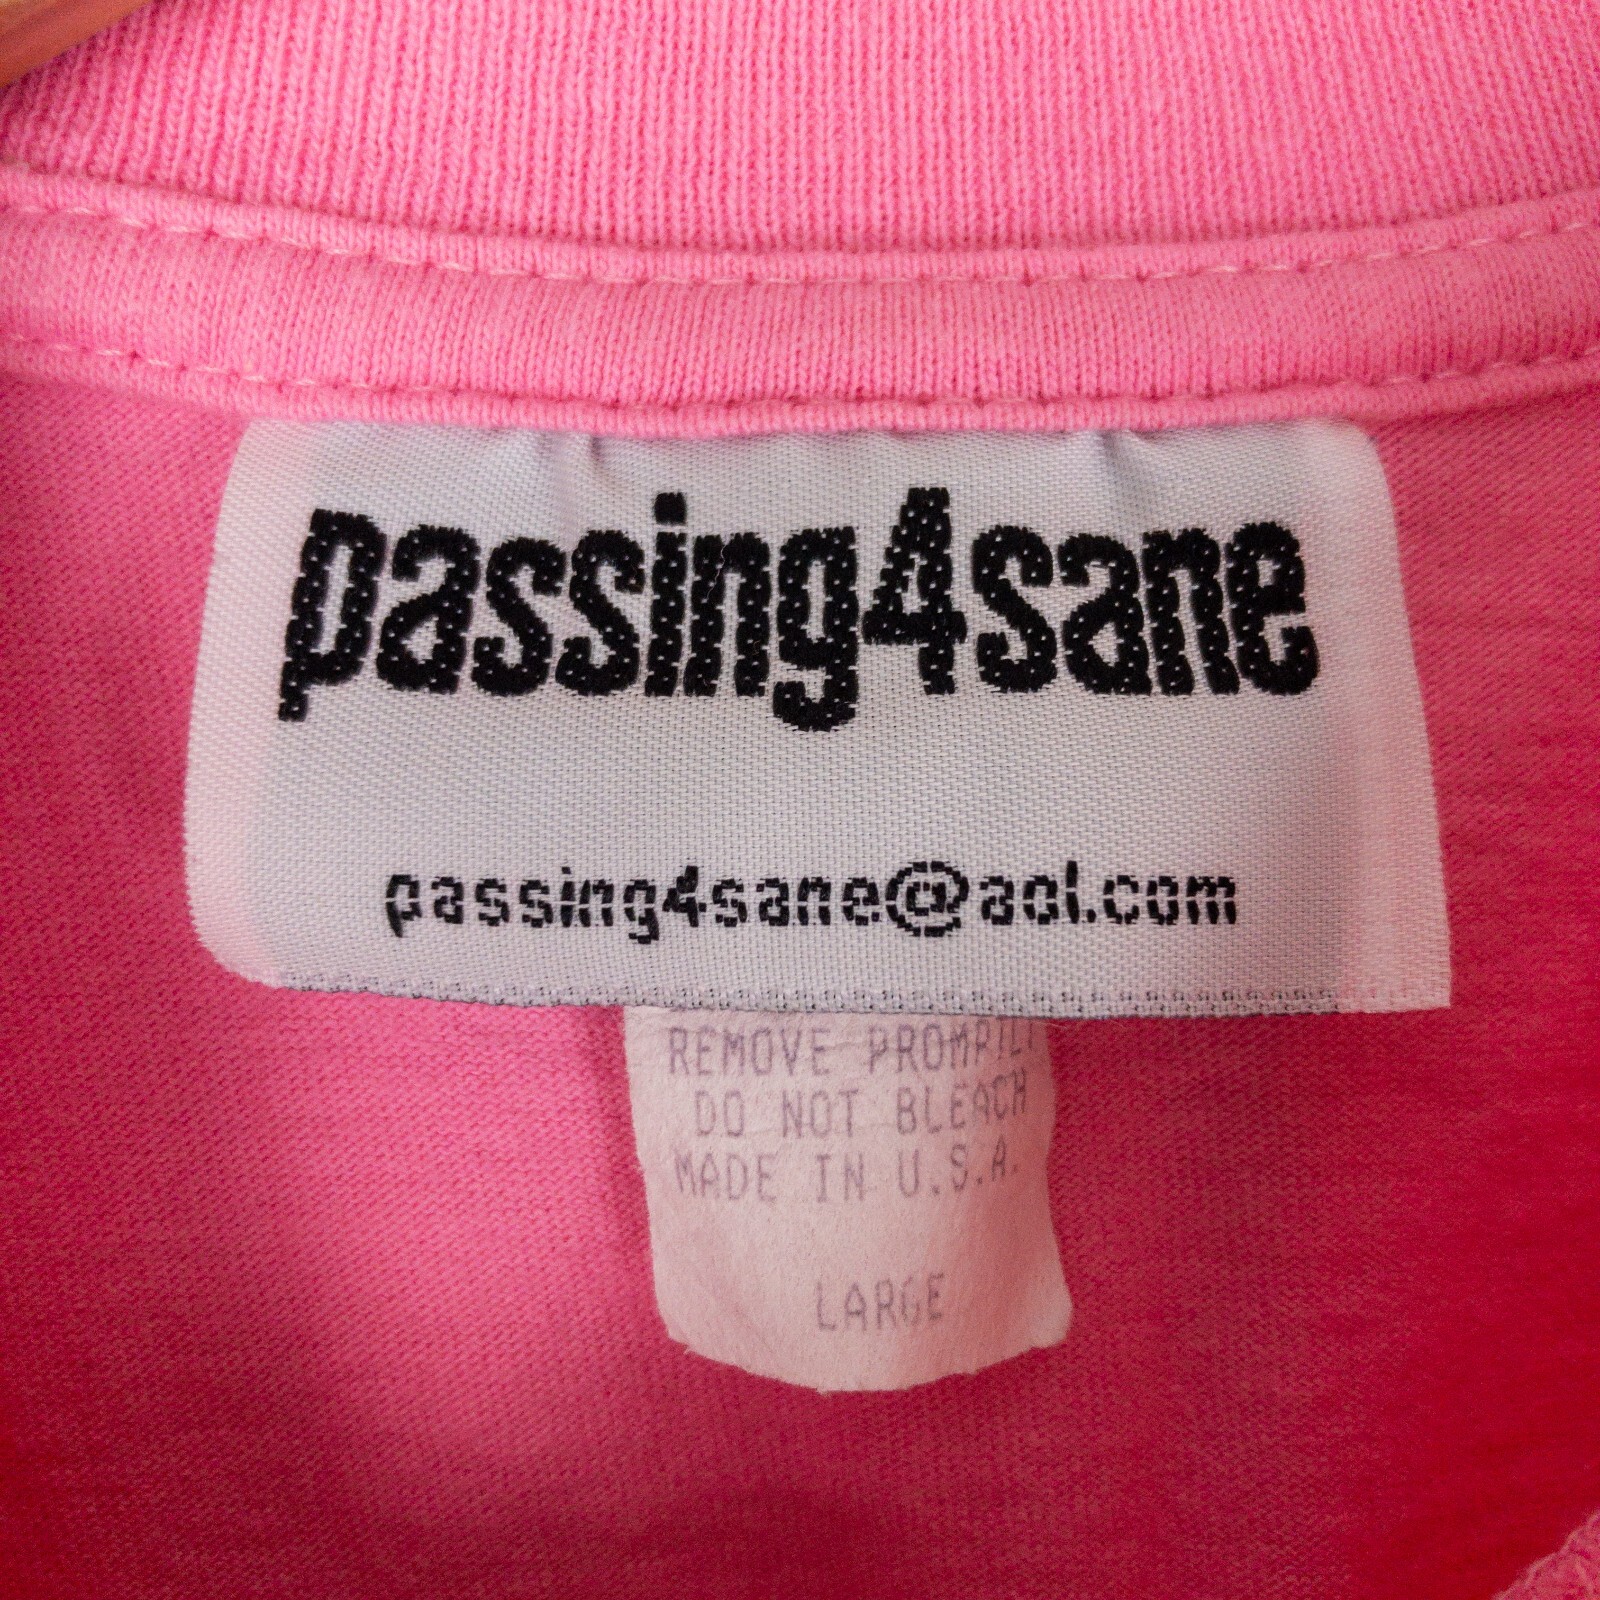 passing4sane
passing4sane@aol.com
REMOVE PROMPTLY
DO NOT BLEACH
MADE IN U.S.A.
LARGE